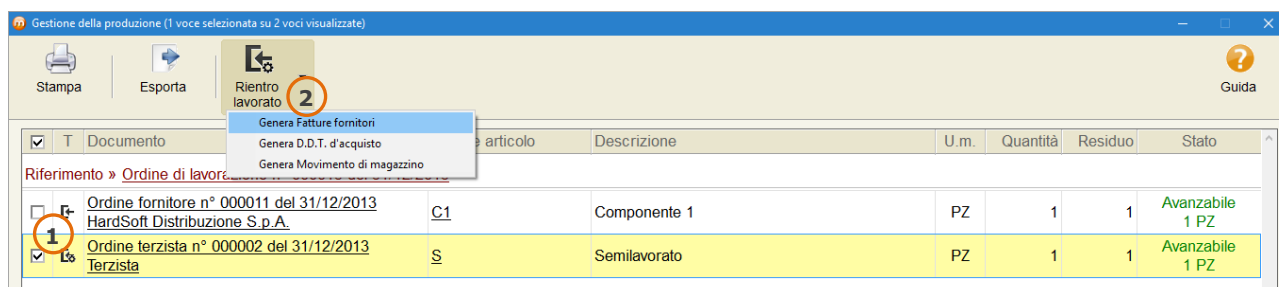 Gestione della produzione (1 voce selezionata su 2 voci visualizzate)
Stampa
Esporta
Rientro
lavorato
2
Guida
Genera Fatture fornitori
Genera D.D.T. d'acquisto
Genera Movimento di magazzino
T Documento articolo Descrizione U.m. Quantità Residuo Stato
Riferimento » Ordine di
Ordine fornitore n° 000011 del 31/12/2013
HardSoft Distribuzione S.p.A.
C1 Componente 1 PZ 1 1 Avanzabile
1 PZ
1
Ordine terzista n° 000002 del 31/12/2013
Terzista
S Semilavorato PZ 1 1 Avanzabile
1 PZ